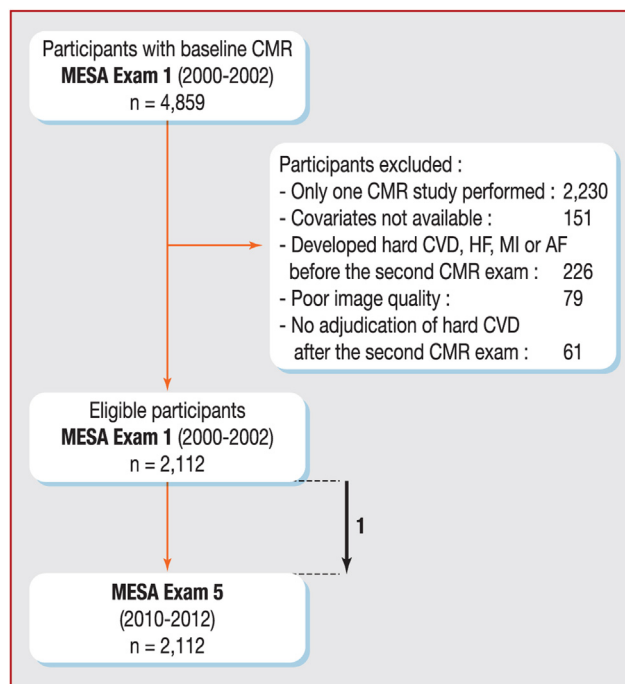 Participants with baseline CMR
MESA Exam 1 (2000-2002)
n = 4,859
Participants excluded :
- Only one CMR study performed : 2,230
- Covariates not available : 151
- Developed hard CVD, HF, MI or AF
before the second CMR exam : 226
- Poor image quality : 79
- No adjudication of hard CVD
after the second CMR exam : 61
Eligible participants
MESA Exam 1 (2000-2002)
n = 2,112
1
MESA Exam 5
(2010-2012)
n = 2,112